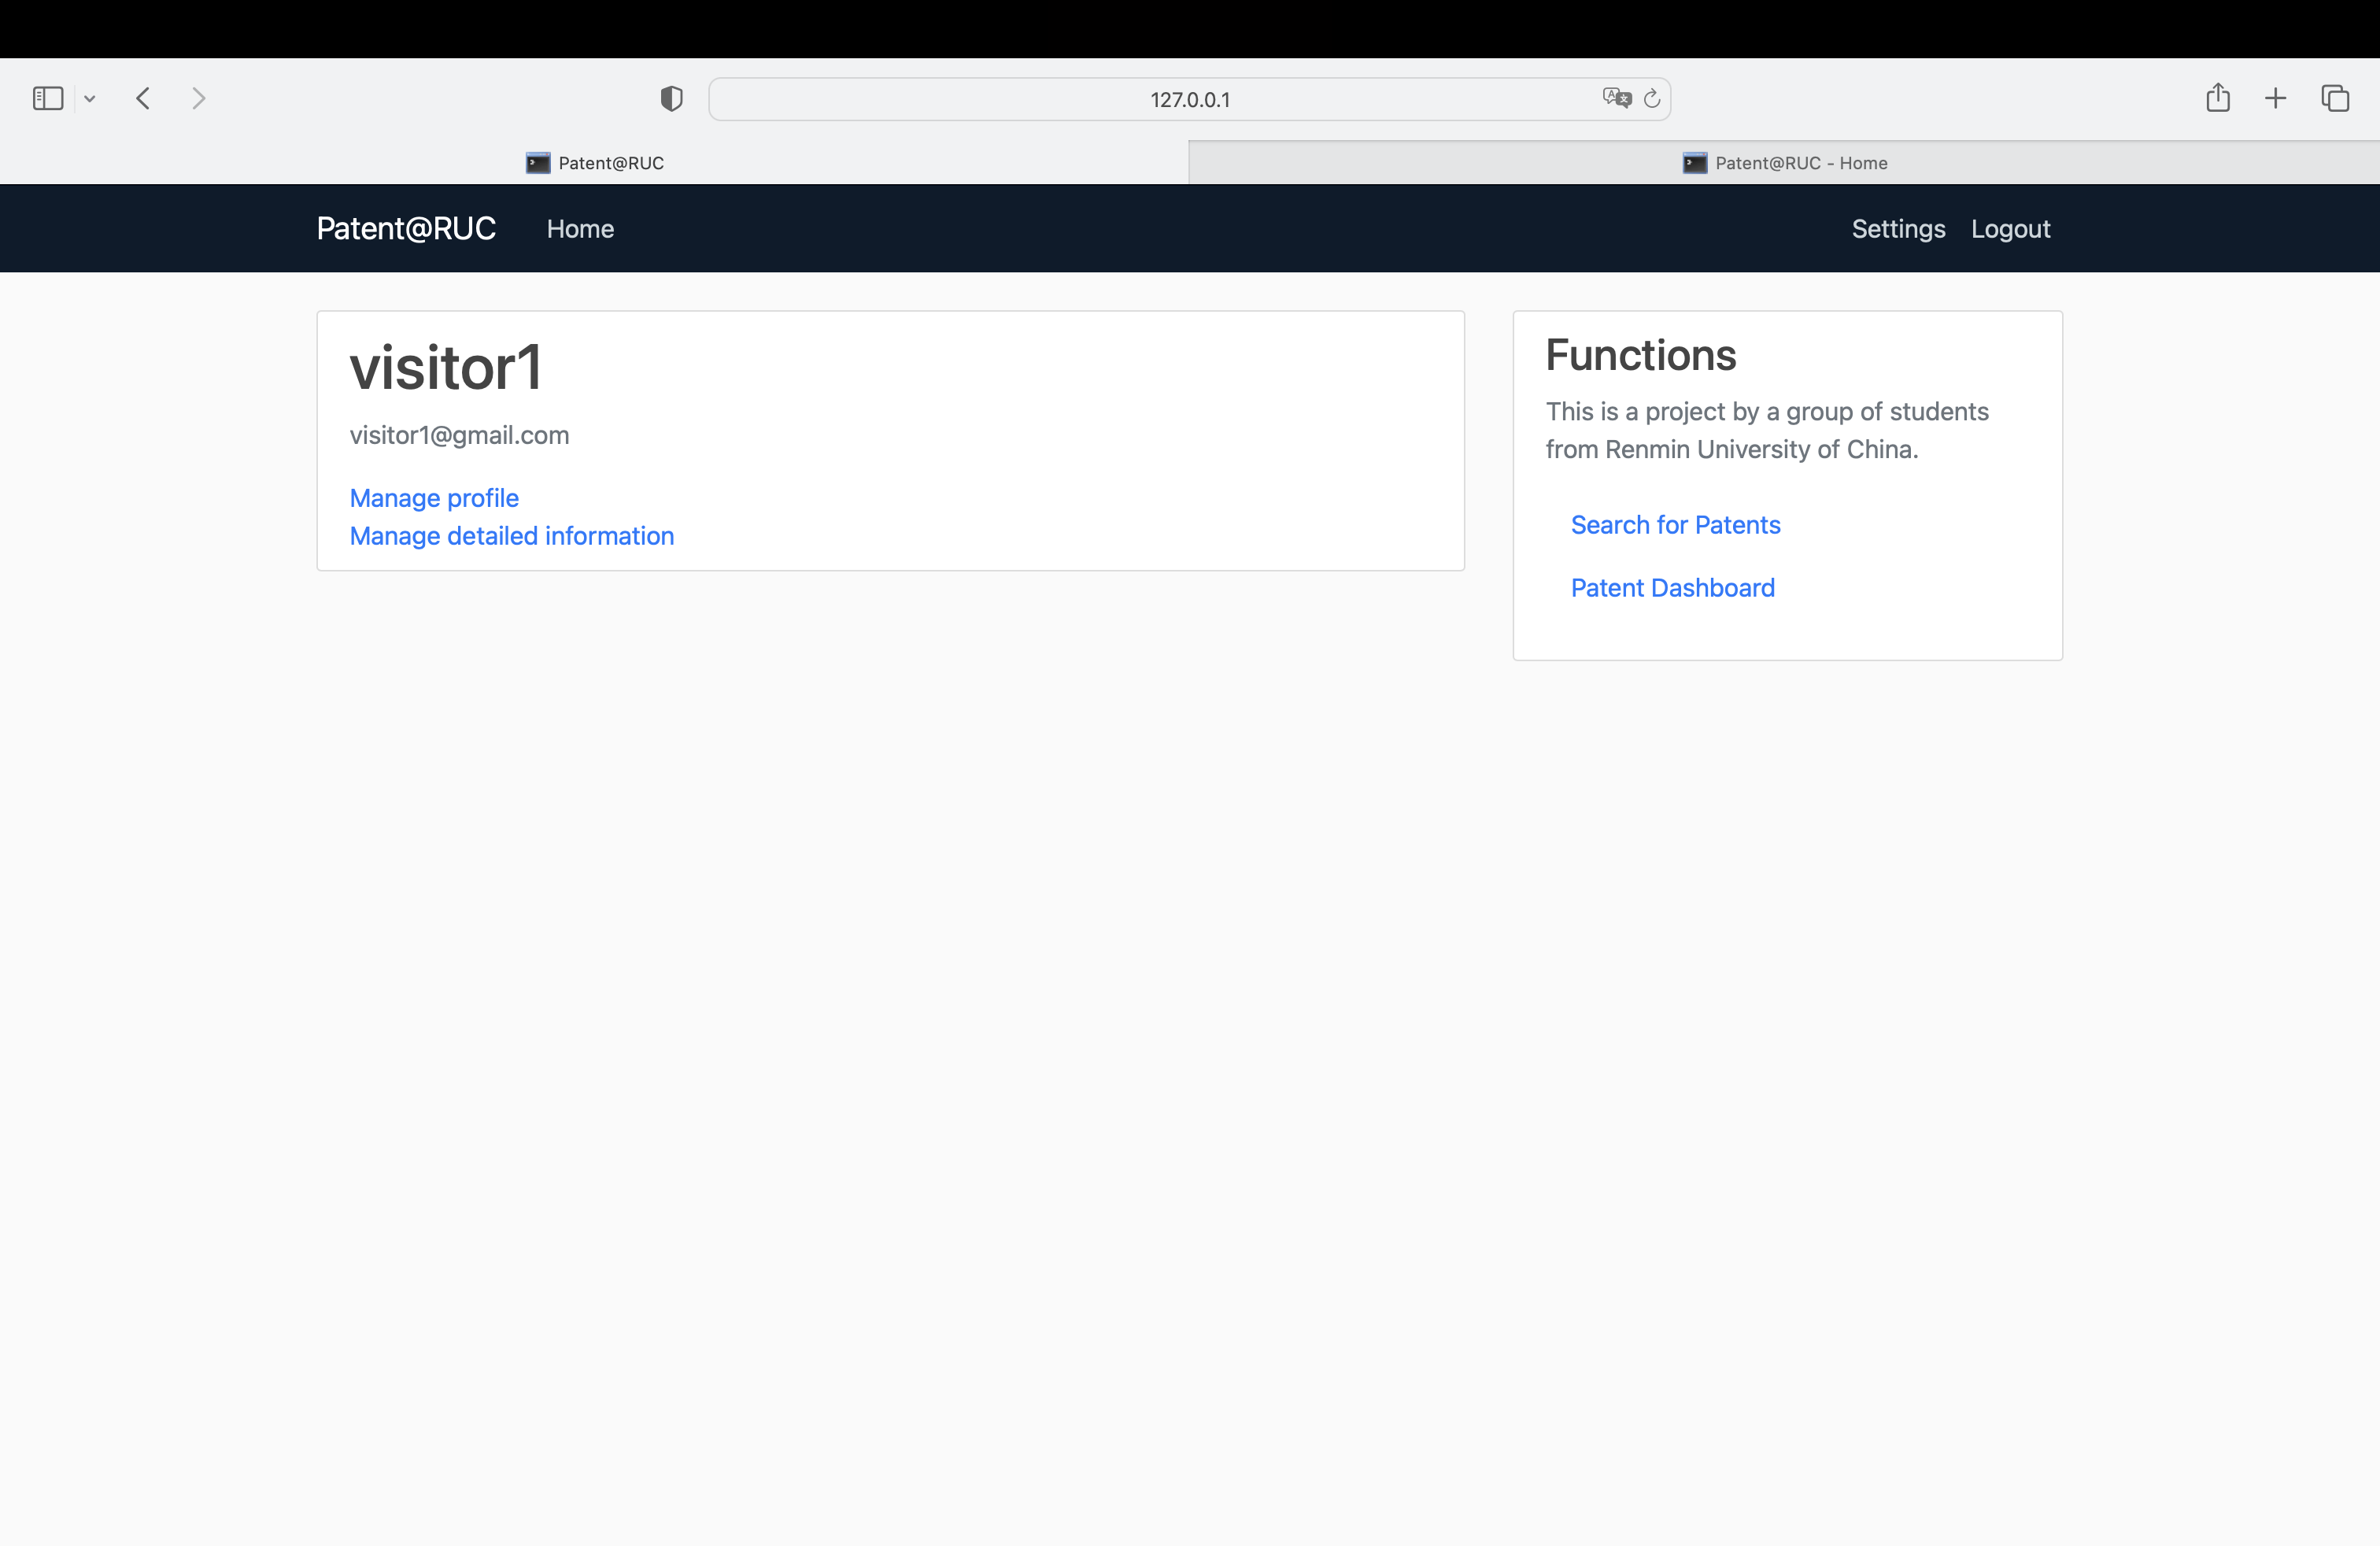 127.0.0.1
Patent@RUC
Patent@RUC - Home
Patent@RUC Home Settings Logout
visitor1
visitor1@gmail.com
Manage profile
Manage detailed information
Functions
This is a project by a group of students
from Renmin University of China.
Search for Patents
Patent Dashboard